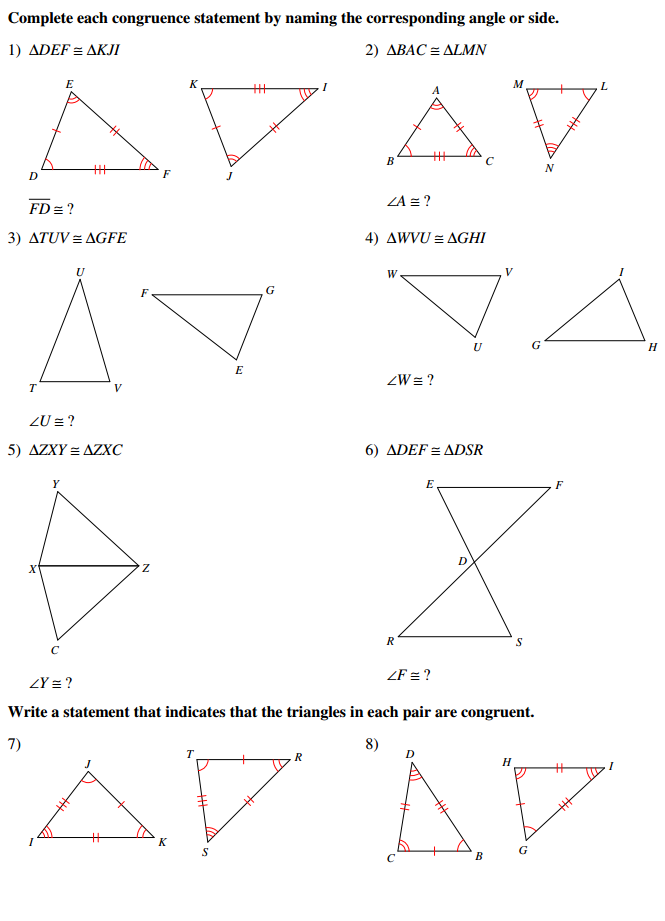 Complete each congruence statement by naming the corresponding angle or side.
1) ΔDEF ≅ ΔKJI
2) ΔBAC ≅ ΔLMN
E
K
I
D
F
J
A
M
L
B
C
N
FD ≅ ?
∠A ≅ ?
3) ΔTUV ≅ ΔGFE
4) ΔWVU ≅ ΔGHI
U
F
G
T
V
E
W
V
I
U
G
H
∠U ≅ ?
∠W ≅ ?
5) ΔZXY ≅ ΔZXC
6) ΔDEF ≅ ΔDSR
Y
X
Z
C
E
F
D
R
S
∠Y ≅ ?
∠F ≅ ?
Write a statement that indicates that the triangles in each pair are congruent.
7)
8)
J
T
R
I
K
S
D
H
I
C
B
G